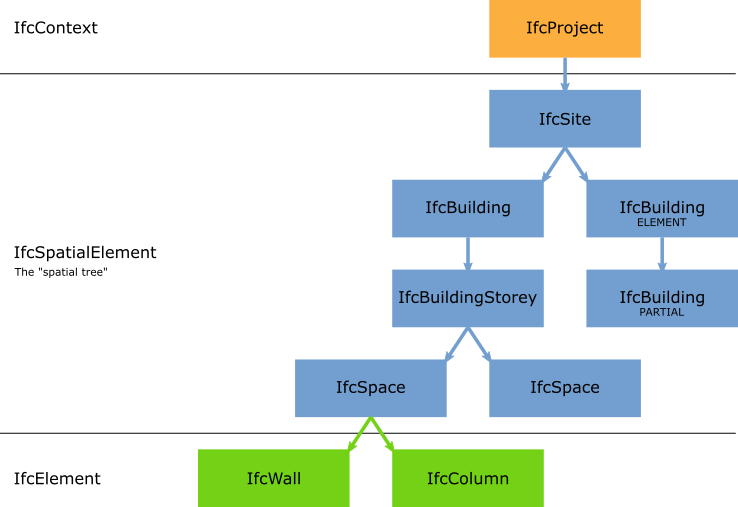 IfcContext
IfcProject
IfcSite
IfcBuilding
IfcBuilding
ELEMENT
IfcSpatialElement
The "spatial tree"
IfcBuildingStorey
IfcBuilding
PARTIAL
IfcSpace
IfcSpace
IfcElement
IfcWall
IfcColumn